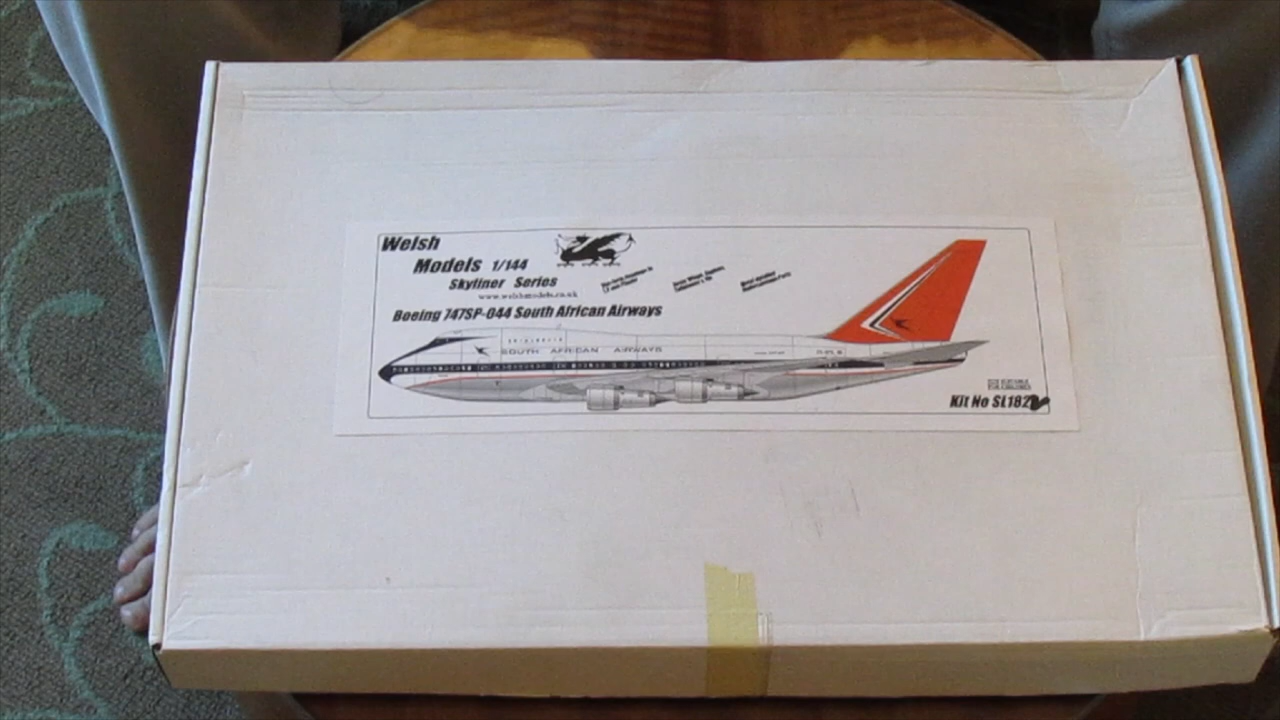 Welsh
Models 1/144
Skyliner Series
www.welshmodels.co.uk
Boeing 747SP-044 South African Airways
SOUTH AFRICAN AIRWAYS
Kit No SL182